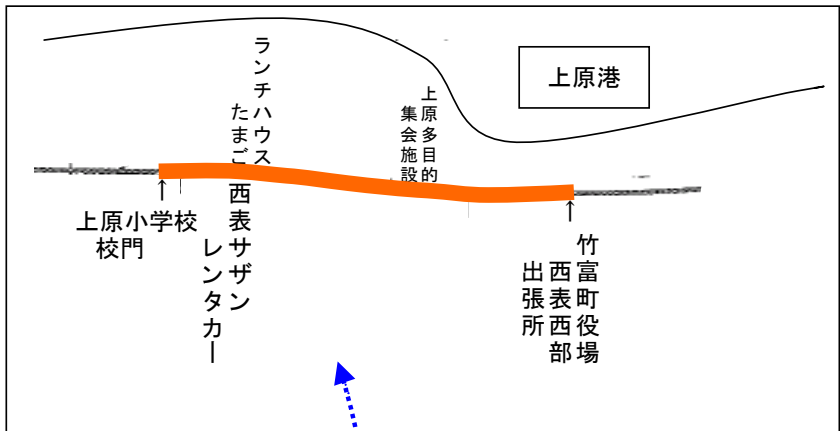 上原港
ランチハウス
たまご
上原多目的
集会施設
上原小学校
校門
西表サザン
レンタカー
竹富町役場
西表西部
出張所